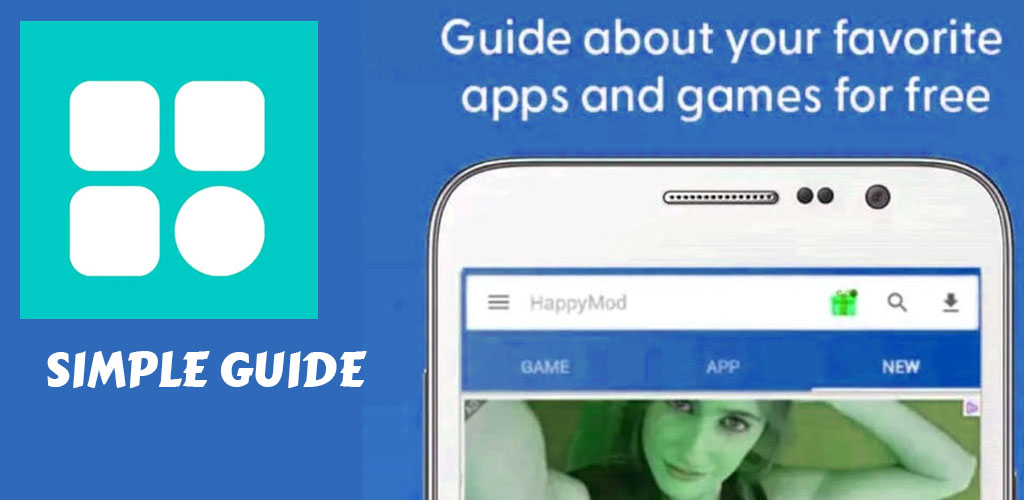 Guide about your favorite
apps and games for free
SIMPLE GUIDE
HappyMod
GAME APP NEW